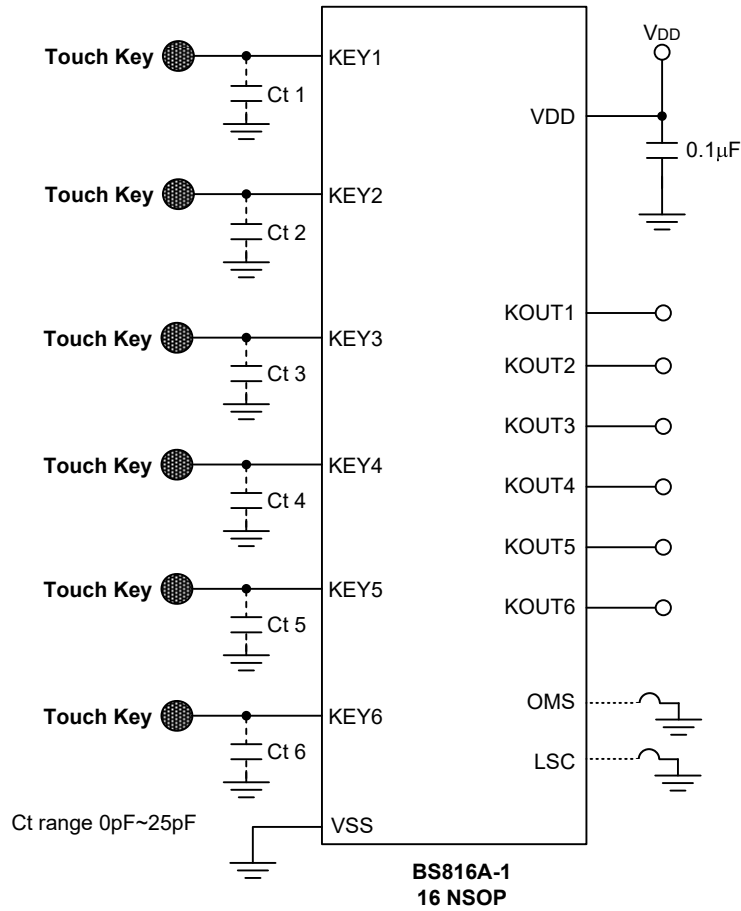 Touch Key
KEY1
Ct 1
Touch Key
KEY2
Ct 2
Touch Key
KEY3
Ct 3
Touch Key
KEY4
Ct 4
Touch Key
KEY5
Ct 5
Touch Key
KEY6
Ct 6
Ct range 0pF~25pF
VSS
VDD
VDD
0.1μF
KOUT1
KOUT2
KOUT3
KOUT4
KOUT5
KOUT6
OMS
LSC
BS816A-1
16 NSOP